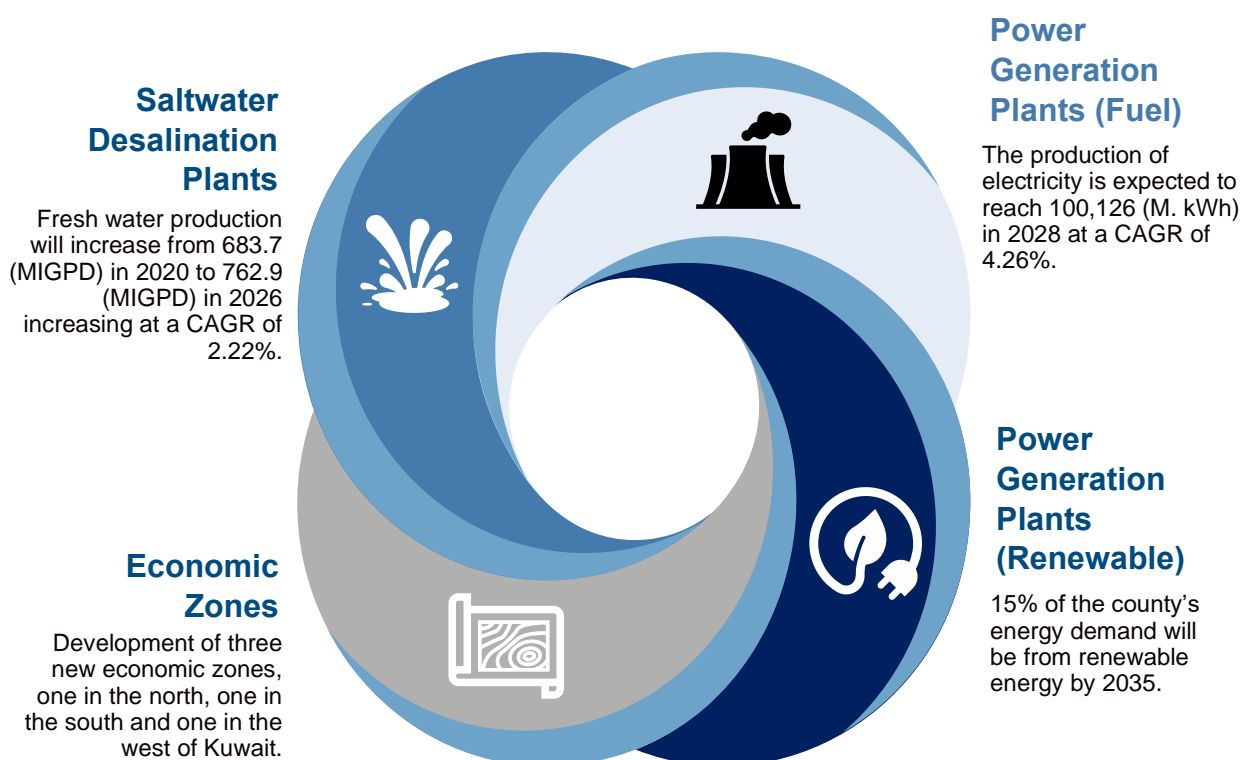 Saltwater
Desalination
Plants
Fresh water production
will increase from 683.7
(MIGPD) in 2020 to 762.9
(MIGPD) in 2026
increasing at a CAGR of
2.22%.
Power
Generation
Plants (Fuel)
The production of
electricity is expected to
reach 100,126 (M. kWh)
in 2028 at a CAGR of
4.26%.
Economic
Zones
Development of three
new economic zones,
one in the north, one in
the south and one in the
west of Kuwait.
Power
Generation
Plants
(Renewable)
15% of the county’s
energy demand will
be from renewable
energy by 2035.